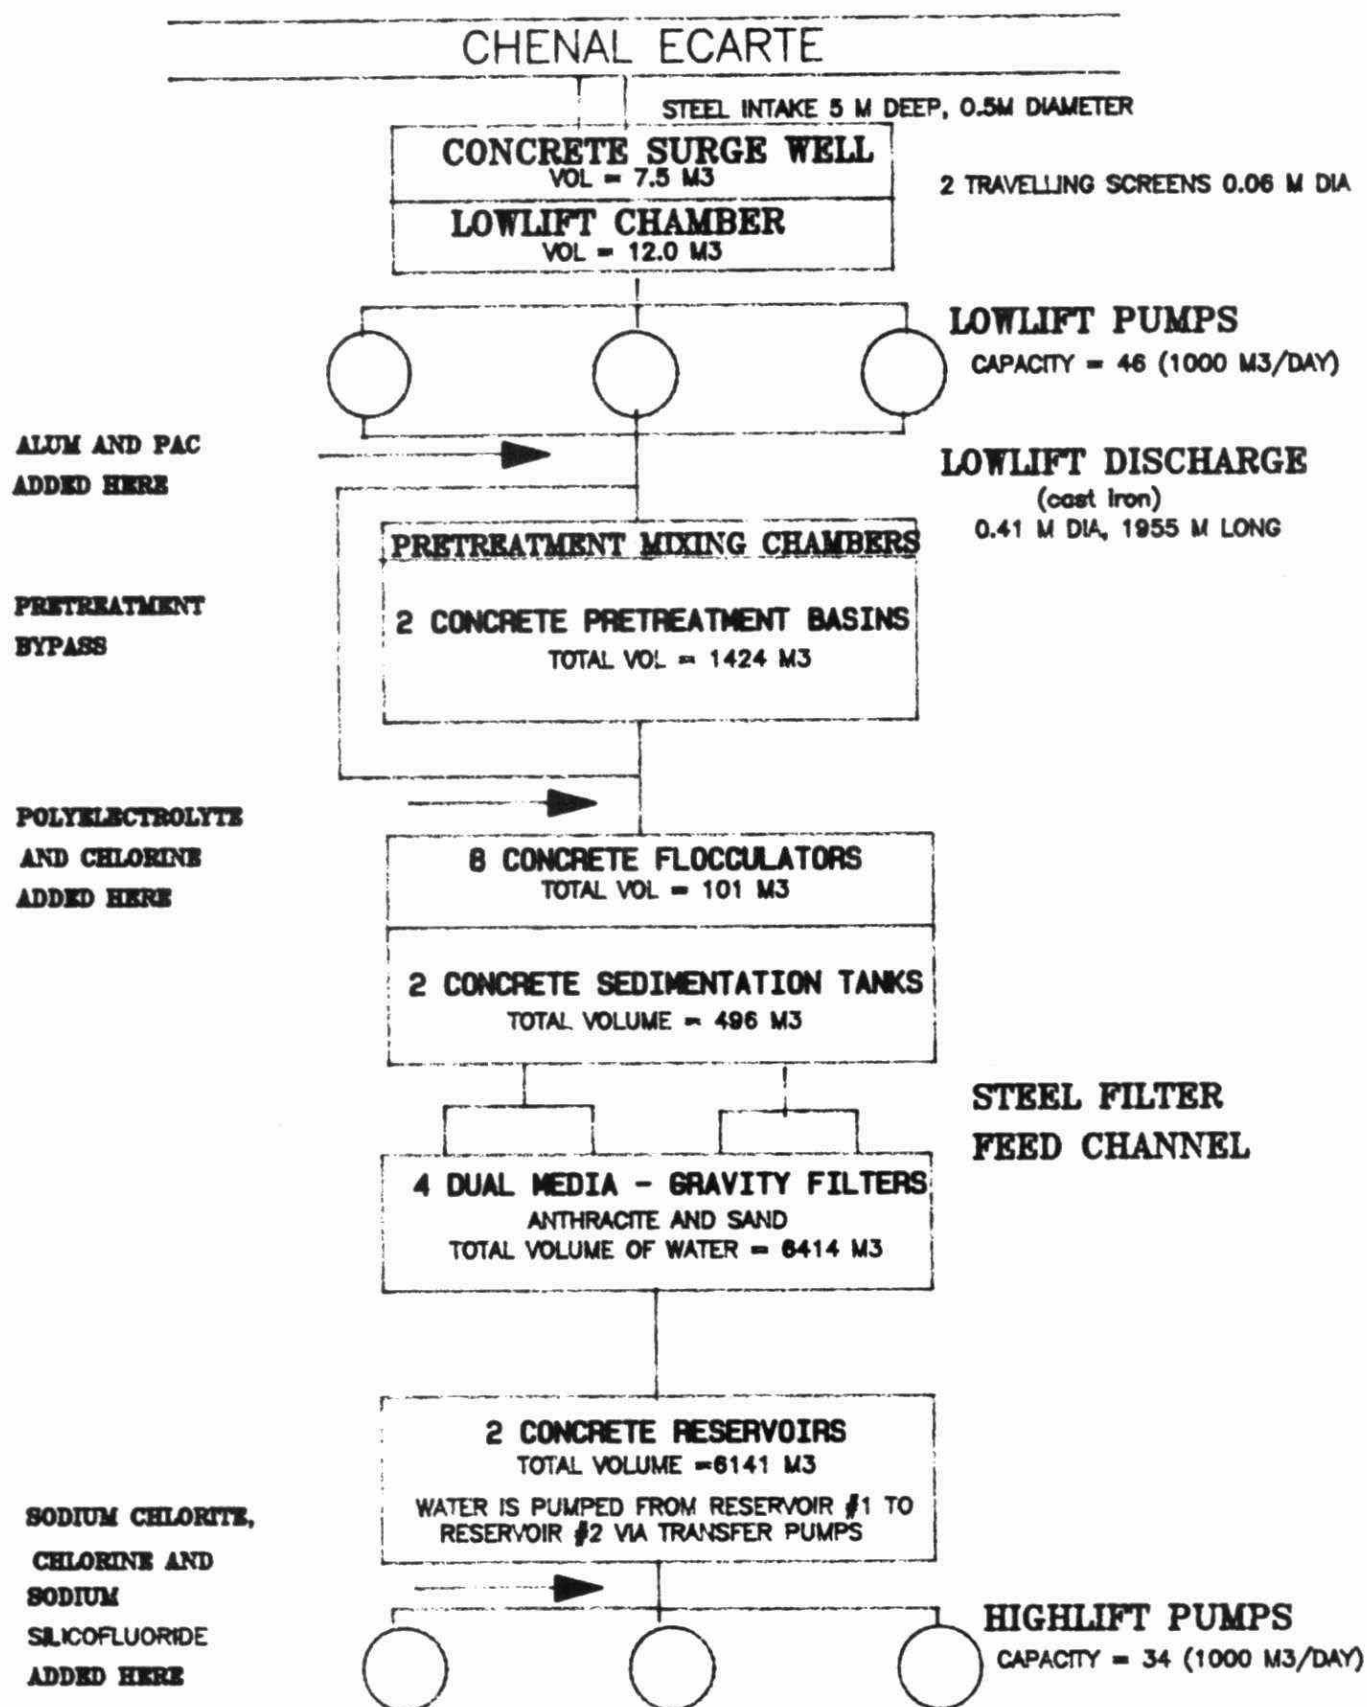 CHENAL ECARTE
STEEL INTAKE 5 M DEEP, 0.5M DIAMETER
CONCRETE SURGE WELL
VOL = 7.5 M3
2 TRAVELLING SCREENS 0.06 M DIA
LOWLIFT CHAMBER
VOL = 12.0 M3
LOWLIFT PUMPS
CAPACITY = 46 (1000 M3/DAY)
ALUM AND PAC
ADDED HERE
LOWLIFT DISCHARGE
(cast iron)
0.41 M DIA, 1955 M LONG
PRETREATMENT MIXING CHAMBERS
PRETREATMENT
BYPASS
2 CONCRETE PRETREATMENT BASINS
TOTAL VOL = 1424 M3
POLYELECTROLYTE
AND CHLORINE
ADDED HERE
8 CONCRETE FLOCCULATORS
TOTAL VOL = 101 M3
2 CONCRETE SEDIMENTATION TANKS
TOTAL VOLUME = 496 M3
STEEL FILTER
FEED CHANNEL
4 DUAL MEDIA - GRAVITY FILTERS
ANTHRACITE AND SAND
TOTAL VOLUME OF WATER = 6414 M3
2 CONCRETE RESERVOIRS
TOTAL VOLUME =6141 M3
WATER IS PUMPED FROM RESERVOIR #1 TO
RESERVOIR #2 VIA TRANSFER PUMPS
SODIUM CHLORITE,
CHLORINE AND
SODIUM
SILICOFLUORIDE
ADDED HERE
HIGHLIFT PUMPS
CAPACITY = 34 (1000 M3/DAY)